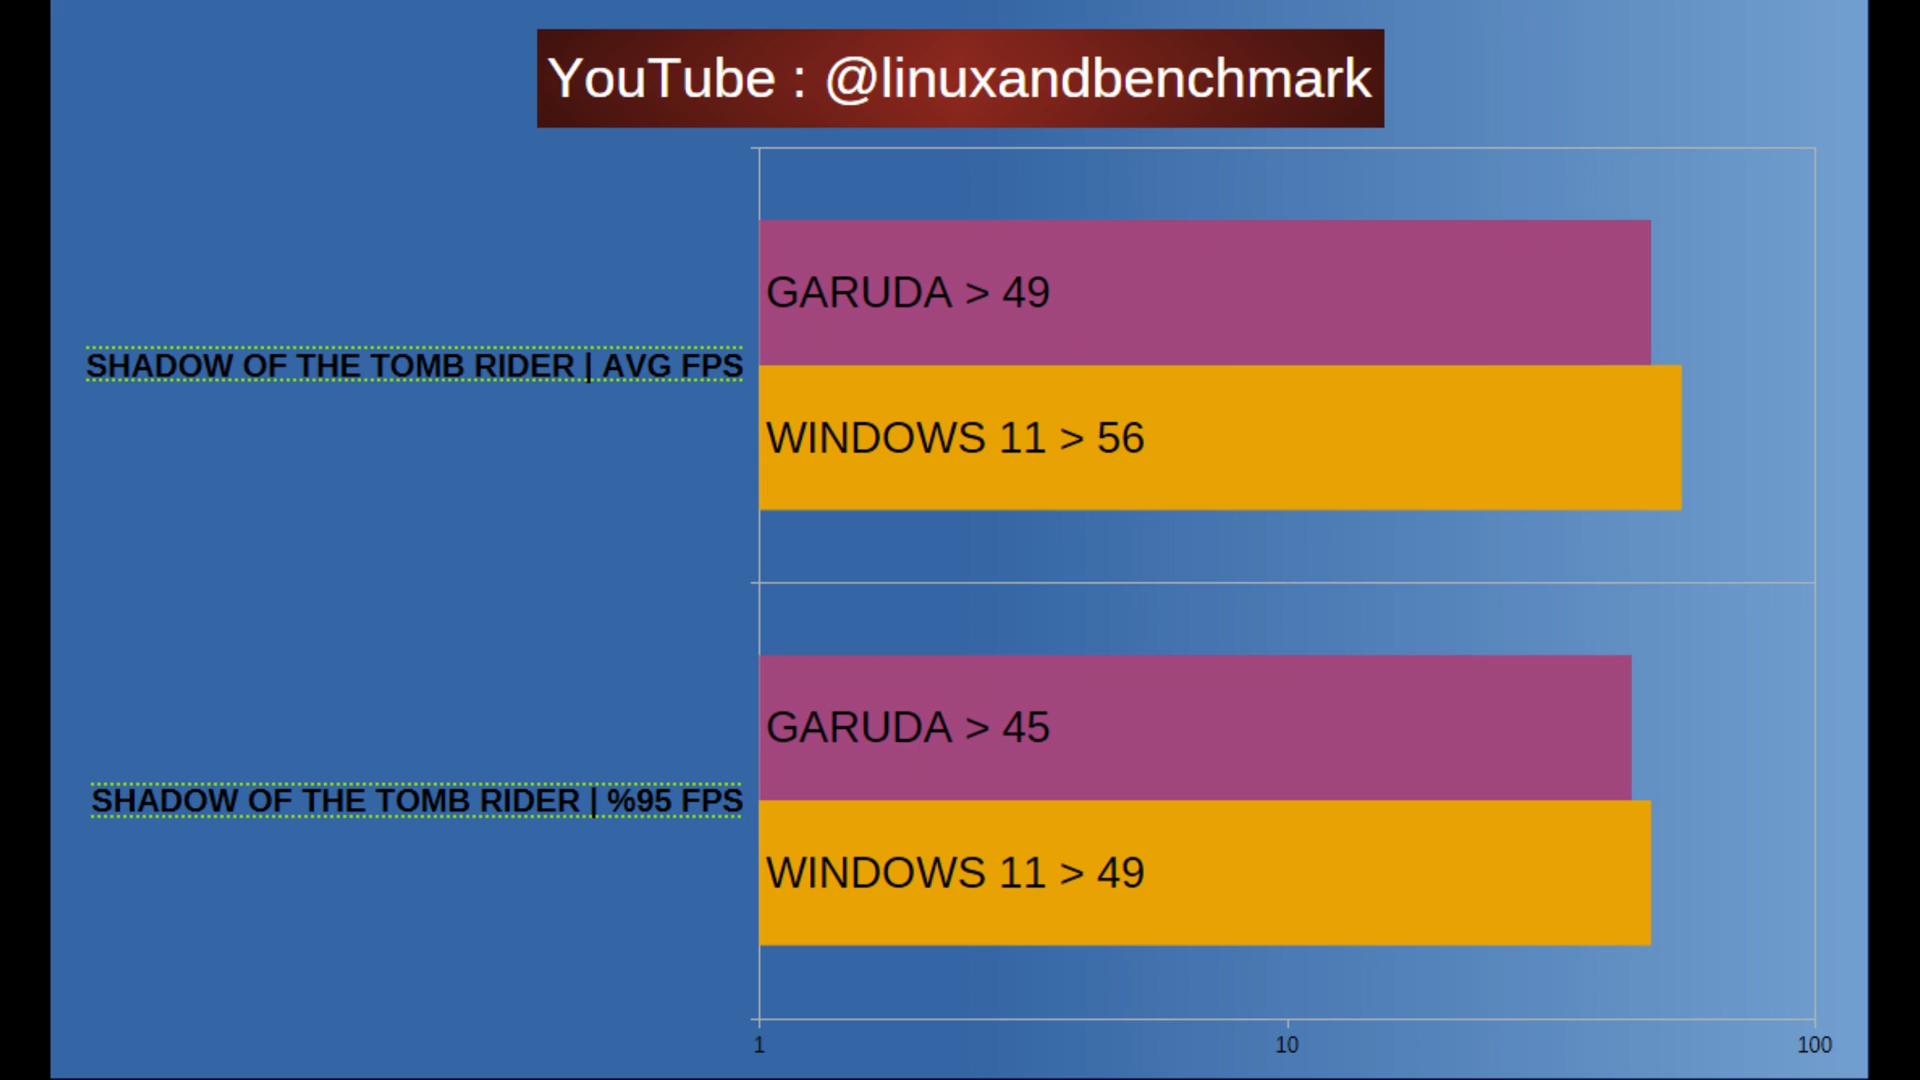 YouTube : @linuxandbenchmark
GARUDA > 49
SHADOW OF THE TOMB RIDER | AVG FPS
WINDOWS 11 > 56
GARUDA > 45
SHADOW OF THE TOMB RIDER | %95 FPS
WINDOWS 11 > 49
1 10 100